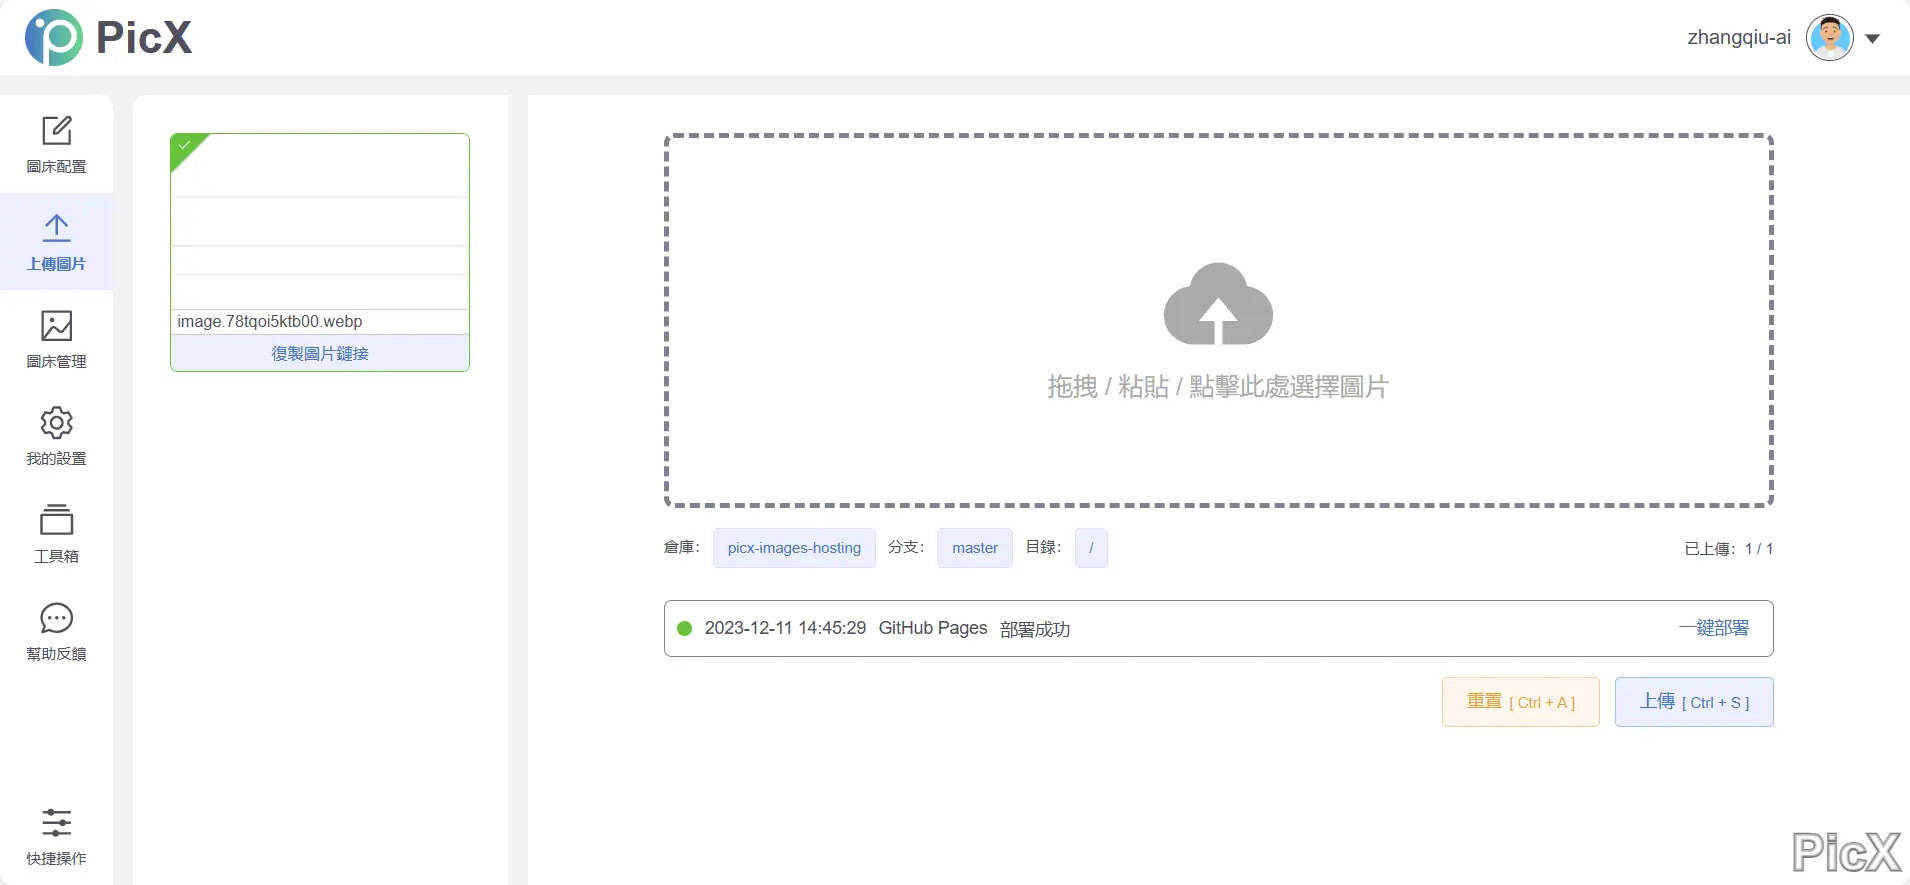 PicX
zhangqiu-ai
圖床配置
上傳圖片
圖床管理
我的設置
工具箱
幫助反饋
快捷操作
image.78tqoi5ktb00.webp
復製圖片鏈接
拖拽 / 粘貼 / 點擊此處選擇圖片
倉庫： picx-images-hosting 分支： master 目錄： / 已上傳：1 / 1
2023-12-11 14:45:29 GitHub Pages 部署成功 一鍵部署
重置 [ Ctrl + A ] 上傳 [ Ctrl + S ]
PicX